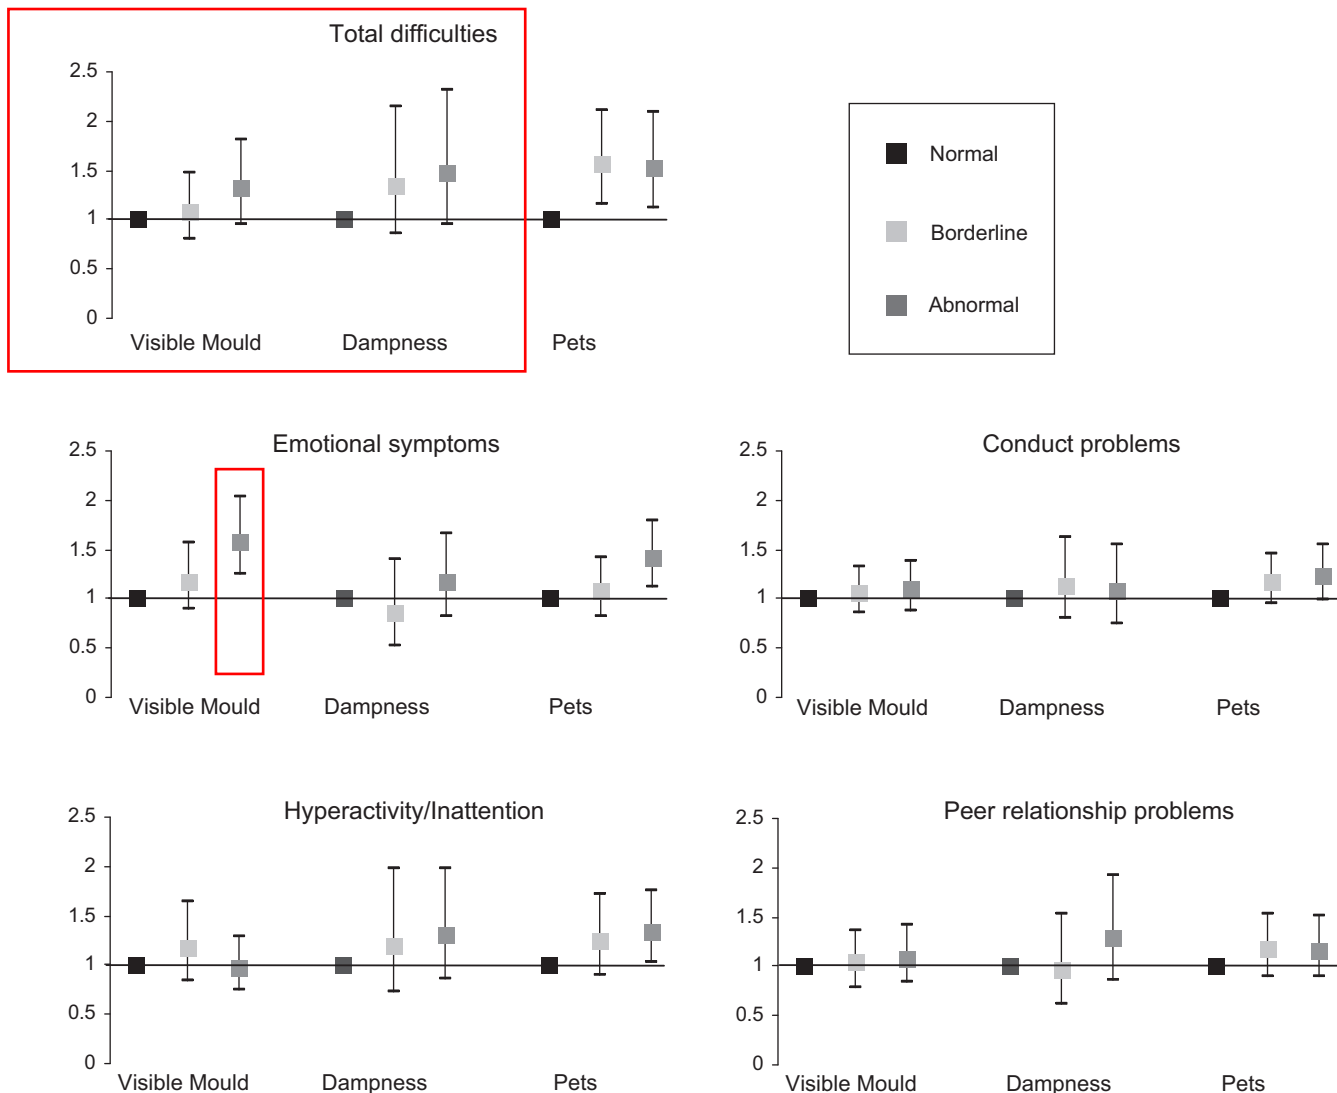 Total difficulties
2.5
2
1.5
1
0.5
0
Visible Mould Dampness Pets
Normal
Borderline
Abnormal
Emotional symptoms
2.5
2
1.5
1
0.5
0
Visible Mould Dampness Pets
Conduct problems
2.5
2
1.5
1
0.5
0
Visible Mould Dampness Pets
Hyperactivity/Inattention
2.5
2
1.5
1
0.5
0
Visible Mould Dampness Pets
Peer relationship problems
2.5
2
1.5
1
0.5
0
Visible Mould Dampness Pets